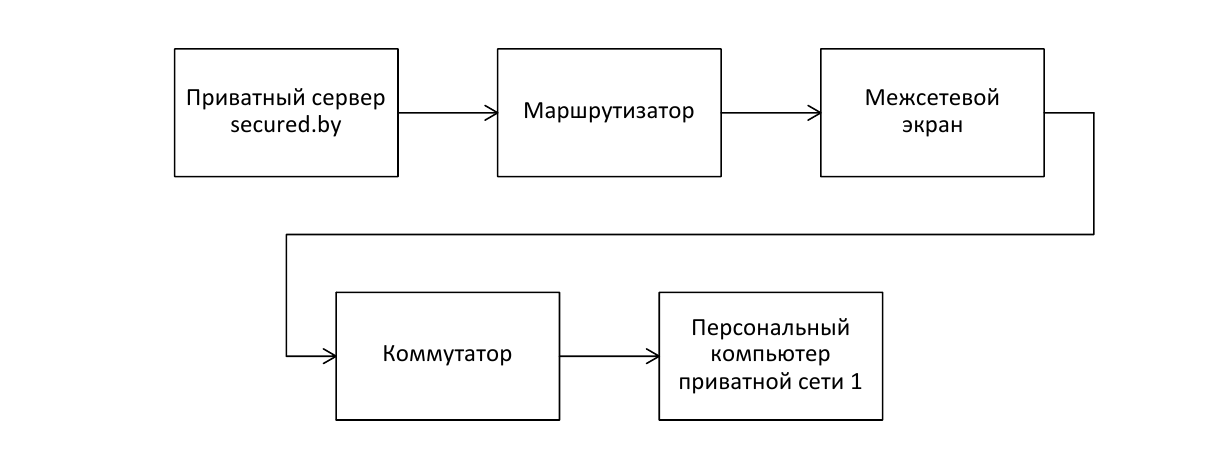 Приватный сервер
secured.by
Маршрутизатор
Межсетевой
экран
Коммутатор
Персональный
компьютер
приватной сети 1